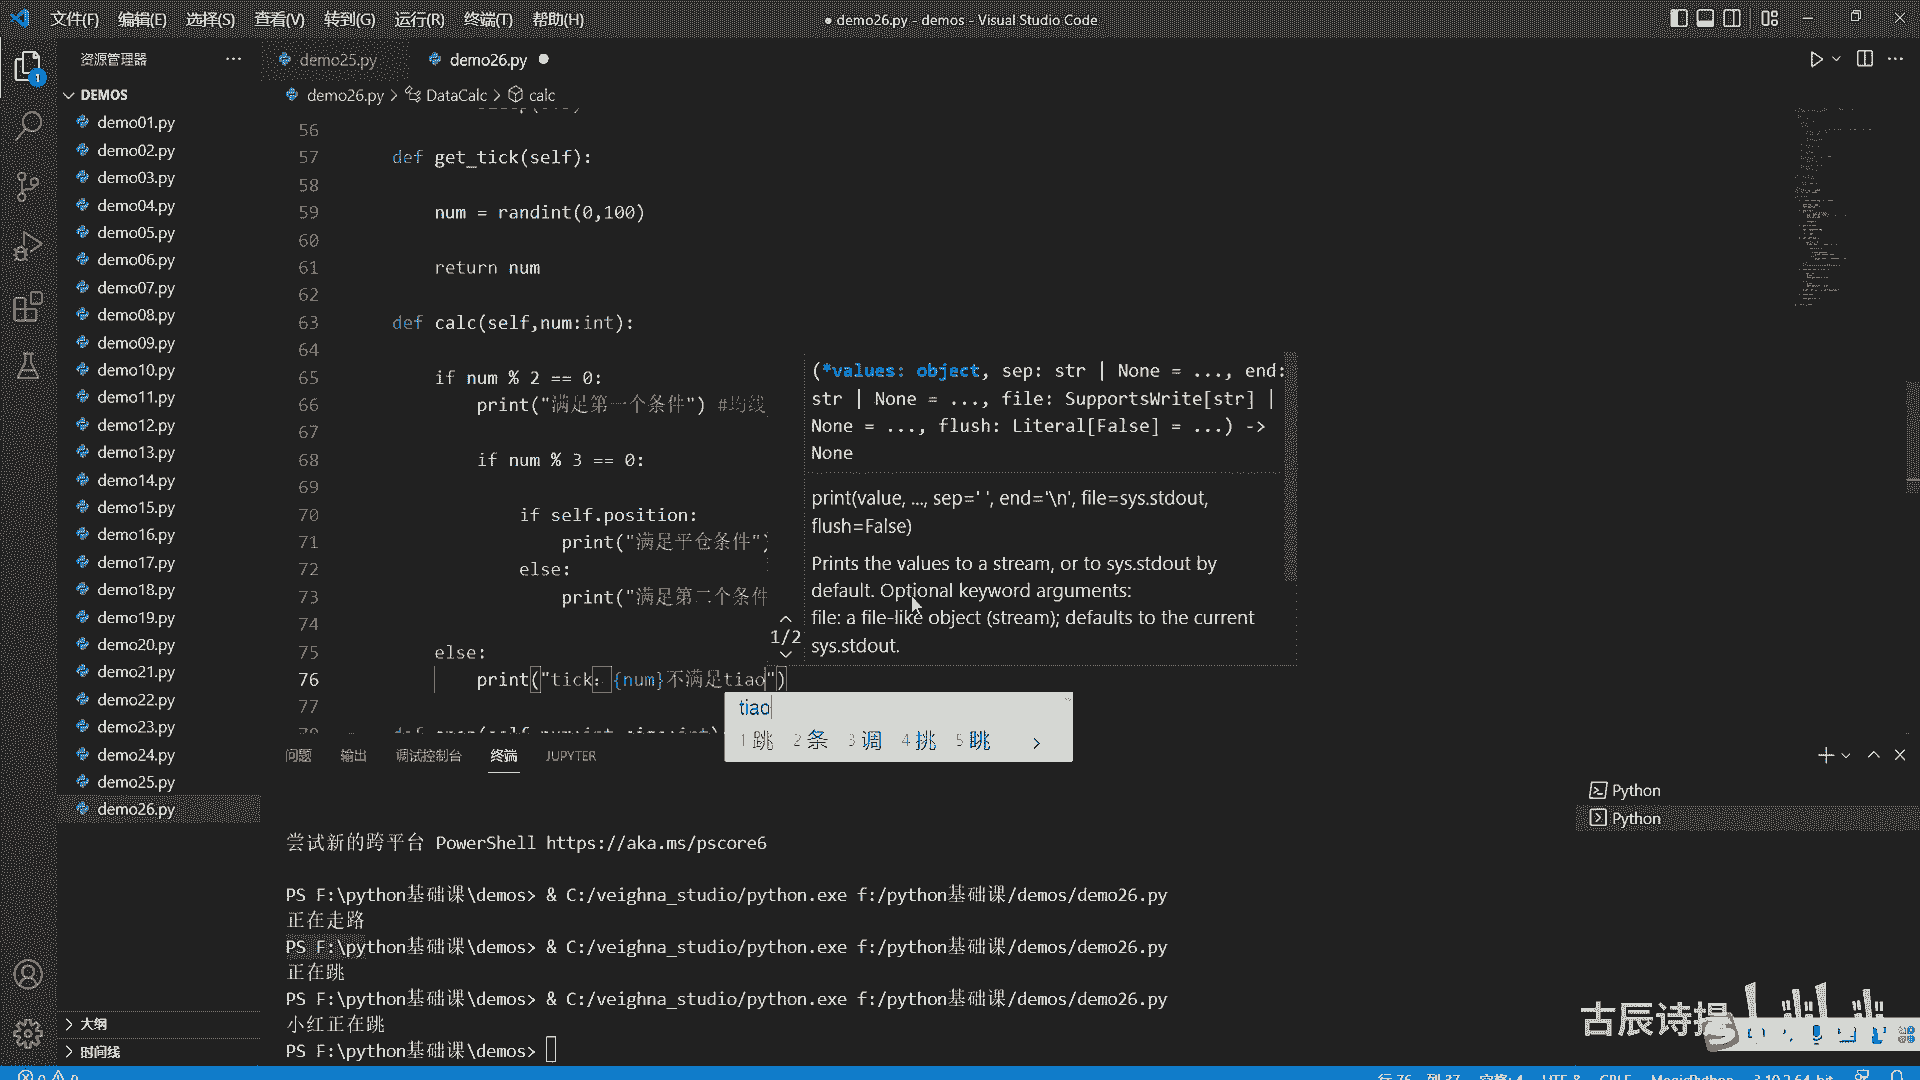 文件(F) 编辑(E) 选择(S) 查看(V) 转到(G) 运行(R) 终端(T) 帮助(H)
● demo26.py - demos - Visual Studio Code
资源管理器
demo25.py
demo26.py
DEMOS
demo26.py > DataCalc > calc
demo01.py
demo02.py
demo03.py
demo04.py
demo05.py
demo06.py
demo07.py
demo08.py
demo09.py
demo10.py
demo11.py
demo12.py
demo13.py
demo14.py
demo15.py
demo16.py
demo17.py
demo18.py
demo19.py
demo20.py
demo21.py
demo22.py
demo23.py
demo24.py
demo25.py
demo26.py
大纲
时间线
56
57 def get_tick(self):
58
59 num = randint(0,100)
60
61 return num
62
63 def calc(self,num:int):
64
65 if num % 2 == 0:
66 print("满足第一个条件") #均线
67
68 if num % 3 == 0:
69
70 if self.position:
71 print("满足平仓条件")
72 else:
73 print("满足第二个条件
74
75 else:
76 print("tick：{num}不满足tiao")
77
(*values: object, sep: str | None = ..., end:
str | None = ..., file: SupportsWrite[str] |
None = ..., flush: Literal[False] = ...) ->
None
print(value, ..., sep=' ', end='\n', file=sys.stdout,
flush=False)
Prints the values to a stream, or to sys.stdout by
default. Optional keyword arguments:
file: a file-like object (stream); defaults to the current
sys.stdout.
1/2
tiao
1 跳 2 条 3 调 4 挑 5 眺
问题 输出 调试控制台 终端 JUPYTER
Python
Python
尝试新的跨平台 PowerShell https://aka.ms/pscore6
PS F:\python基础课\demos> & C:/veighna_studio/python.exe f:/python基础课/demos/demo26.py
正在走路
PS F:\python基础课\demos> & C:/veighna_studio/python.exe f:/python基础课/demos/demo26.py
正在跳
PS F:\python基础课\demos> & C:/veighna_studio/python.exe f:/python基础课/demos/demo26.py
小红正在跳
PS F:\python基础课\demos>
古辰诗提